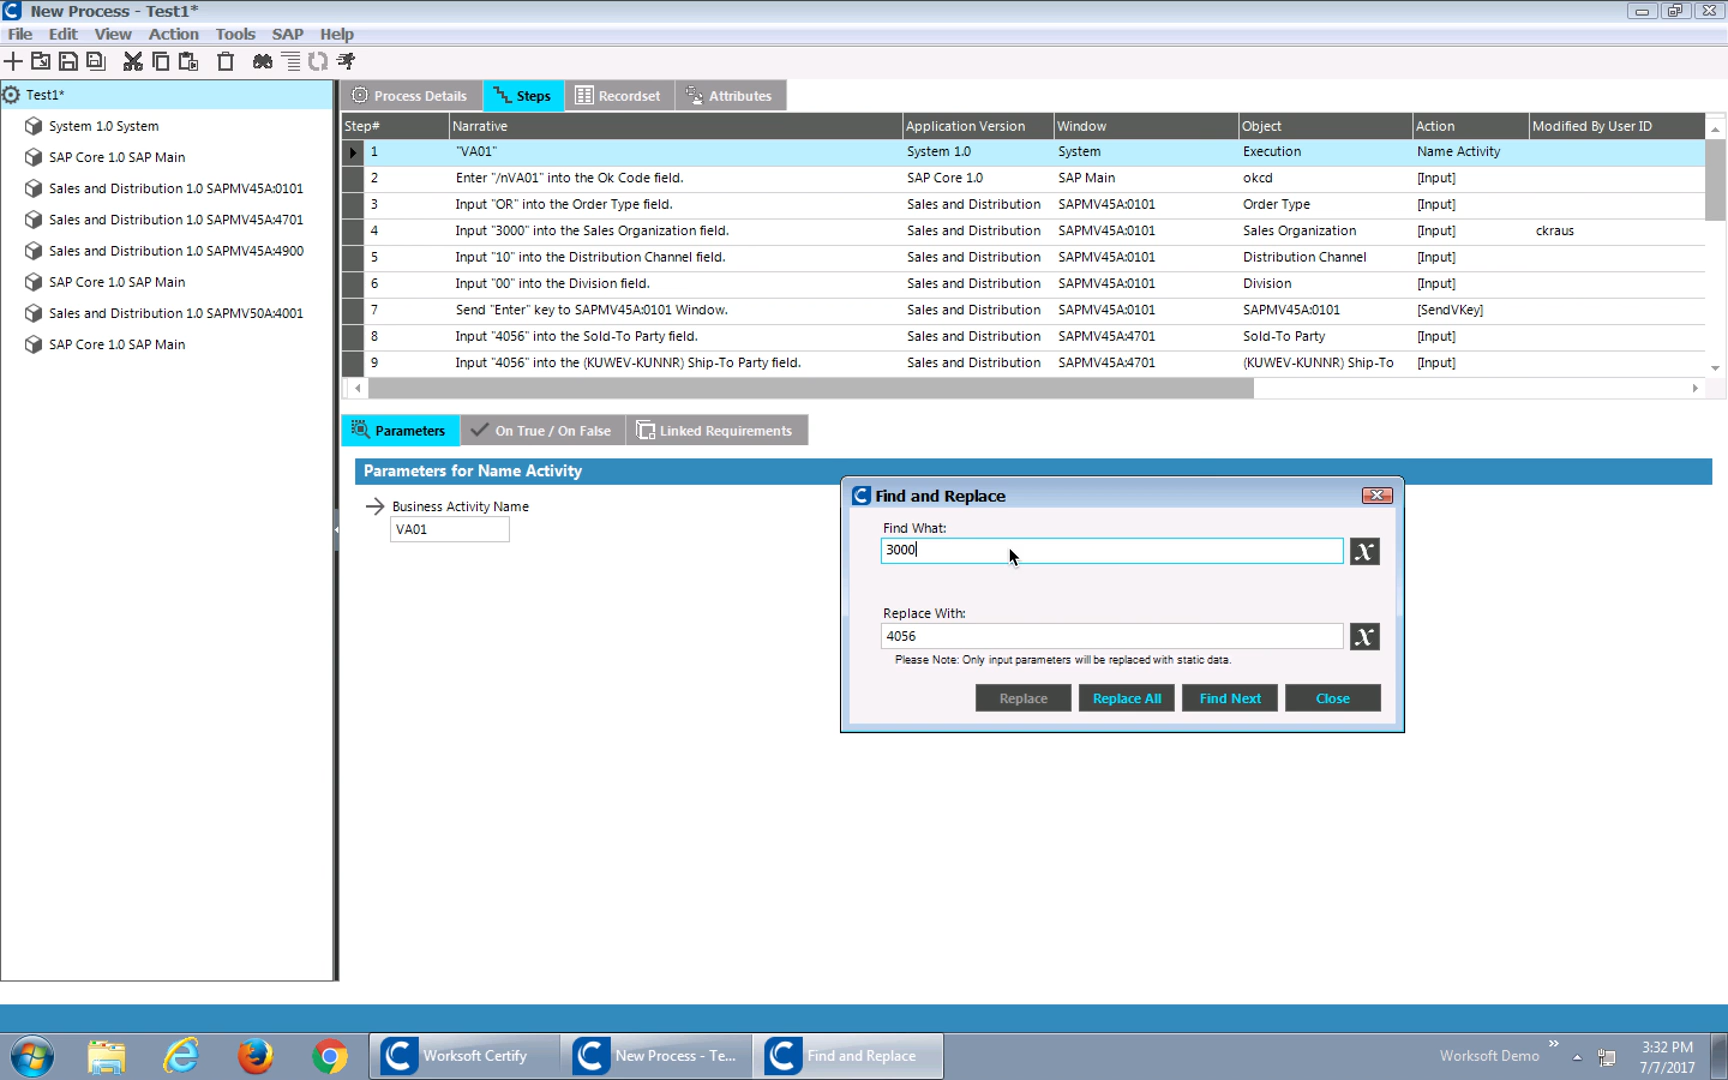 New Process - Test1*
File Edit View Action Tools SAP Help
Test1*
System 1.0 System
SAP Core 1.0 SAP Main
Sales and Distribution 1.0 SAPMV45A:0101
Sales and Distribution 1.0 SAPMV45A:4701
Sales and Distribution 1.0 SAPMV45A:4900
SAP Core 1.0 SAP Main
Sales and Distribution 1.0 SAPMV50A:4001
SAP Core 1.0 SAP Main
Process Details Steps Recordset Attributes
Step# Narrative Application Version Window Object Action Modified By User ID
1 "VA01" System 1.0 System Execution Name Activity
2 Enter "/nVA01" into the Ok Code field. SAP Core 1.0 SAP Main okcd [Input]
3 Input "OR" into the Order Type field. Sales and Distribution SAPMV45A:0101 Order Type [Input]
4 Input "3000" into the Sales Organization field. Sales and Distribution SAPMV45A:0101 Sales Organization [Input] ckraus
5 Input "10" into the Distribution Channel field. Sales and Distribution SAPMV45A:0101 Distribution Channel [Input]
6 Input "00" into the Division field. Sales and Distribution SAPMV45A:0101 Division [Input]
7 Send "Enter" key to SAPMV45A:0101 Window. Sales and Distribution SAPMV45A:0101 SAPMV45A:0101 [SendVKey]
8 Input "4056" into the Sold-To Party field. Sales and Distribution SAPMV45A:4701 Sold-To Party [Input]
9 Input "4056" into the (KUWEV-KUNNR) Ship-To Party field. Sales and Distribution SAPMV45A:4701 (KUWEV-KUNNR) Ship-To [Input]
Parameters On True / On False Linked Requirements
Parameters for Name Activity
Business Activity Name
VA01
Find and Replace
Find What:
3000 X
Replace With:
4056 X
Please Note: Only input parameters will be replaced with static data.
Replace Replace All Find Next Close
Worksoft Certify New Process - Te... Find and Replace Worksoft Demo » 3:32 PM
7/7/2017